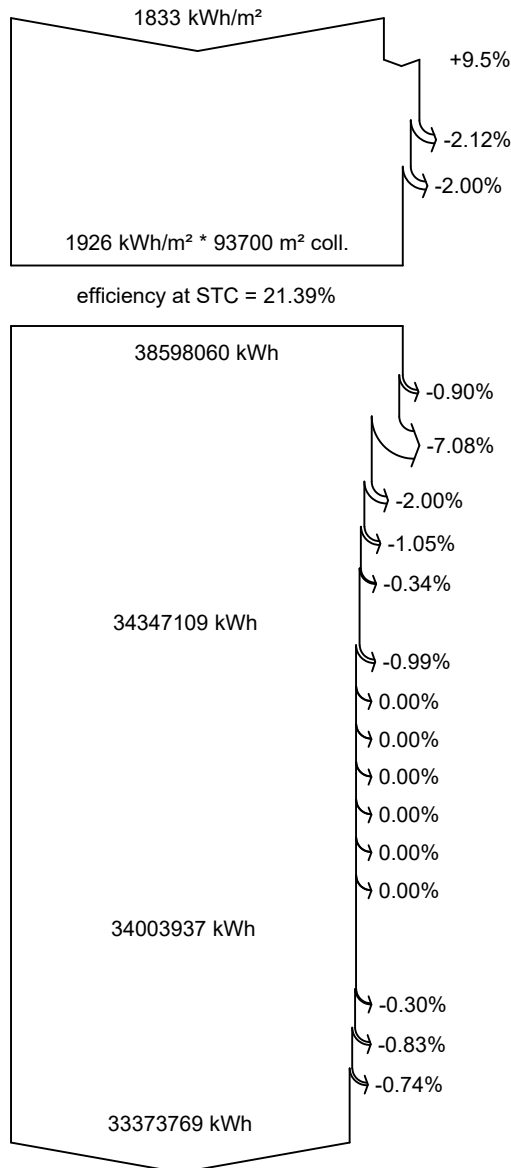 1833 kWh/m²
+9.5%
-2.12%
-2.00%
1926 kWh/m² * 93700 m² coll.
efficiency at STC = 21.39%
38598060 kWh
-0.90%
-7.08%
-2.00%
-1.05%
-0.34%
34347109 kWh
-0.99%
0.00%
0.00%
0.00%
0.00%
0.00%
0.00%
34003937 kWh
-0.30%
-0.83%
-0.74%
33373769 kWh